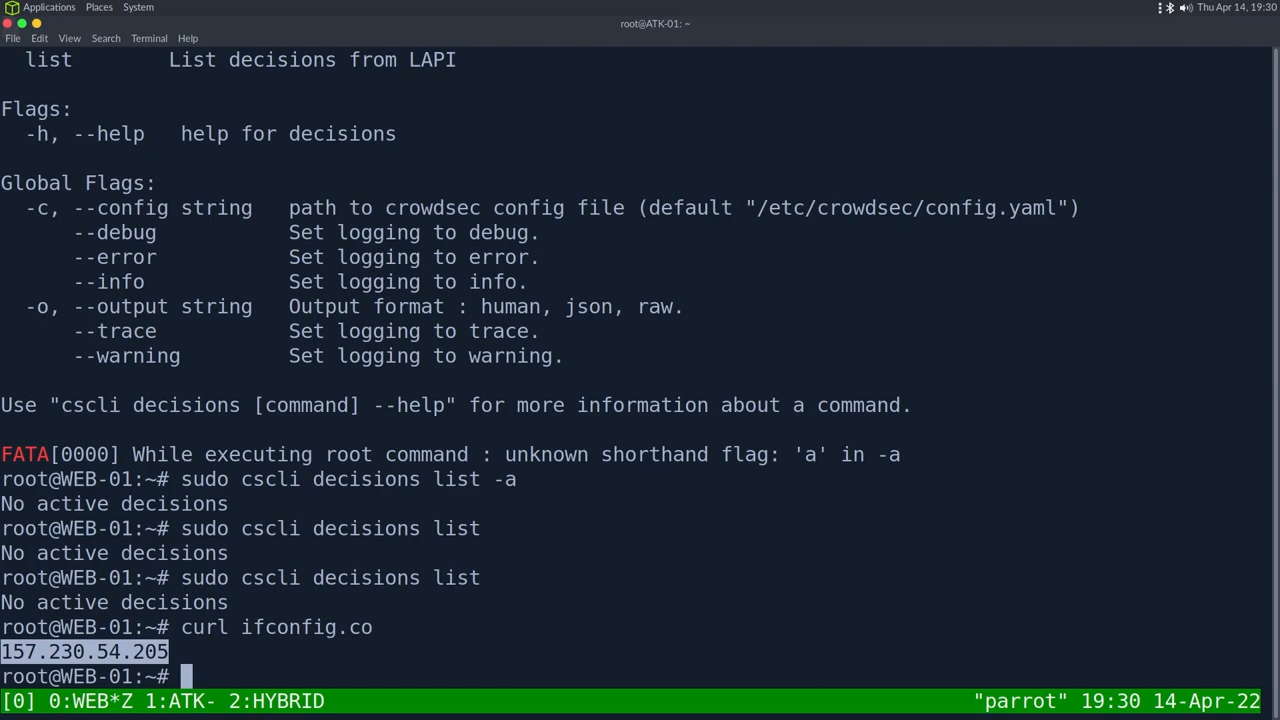 Applications Places System Thu Apr 14, 19:30
root@ATK-01: ~
File Edit View Search Terminal Help
list List decisions from LAPI
Flags:
-h, --help help for decisions
Global Flags:
-c, --config string path to crowdsec config file (default "/etc/crowdsec/config.yaml")
--debug Set logging to debug.
--error Set logging to error.
--info Set logging to info.
-o, --output string Output format : human, json, raw.
--trace Set logging to trace.
--warning Set logging to warning.
Use "cscli decisions [command] --help" for more information about a command.
FATA[0000] While executing root command : unknown shorthand flag: 'a' in -a
root@WEB-01:~# sudo cscli decisions list -a
No active decisions
root@WEB-01:~# sudo cscli decisions list
No active decisions
root@WEB-01:~# sudo cscli decisions list
No active decisions
root@WEB-01:~# curl ifconfig.co
157.230.54.205
root@WEB-01:~#
[0] 0:WEB*Z 1:ATK- 2:HYBRID "parrot" 19:30 14-Apr-22